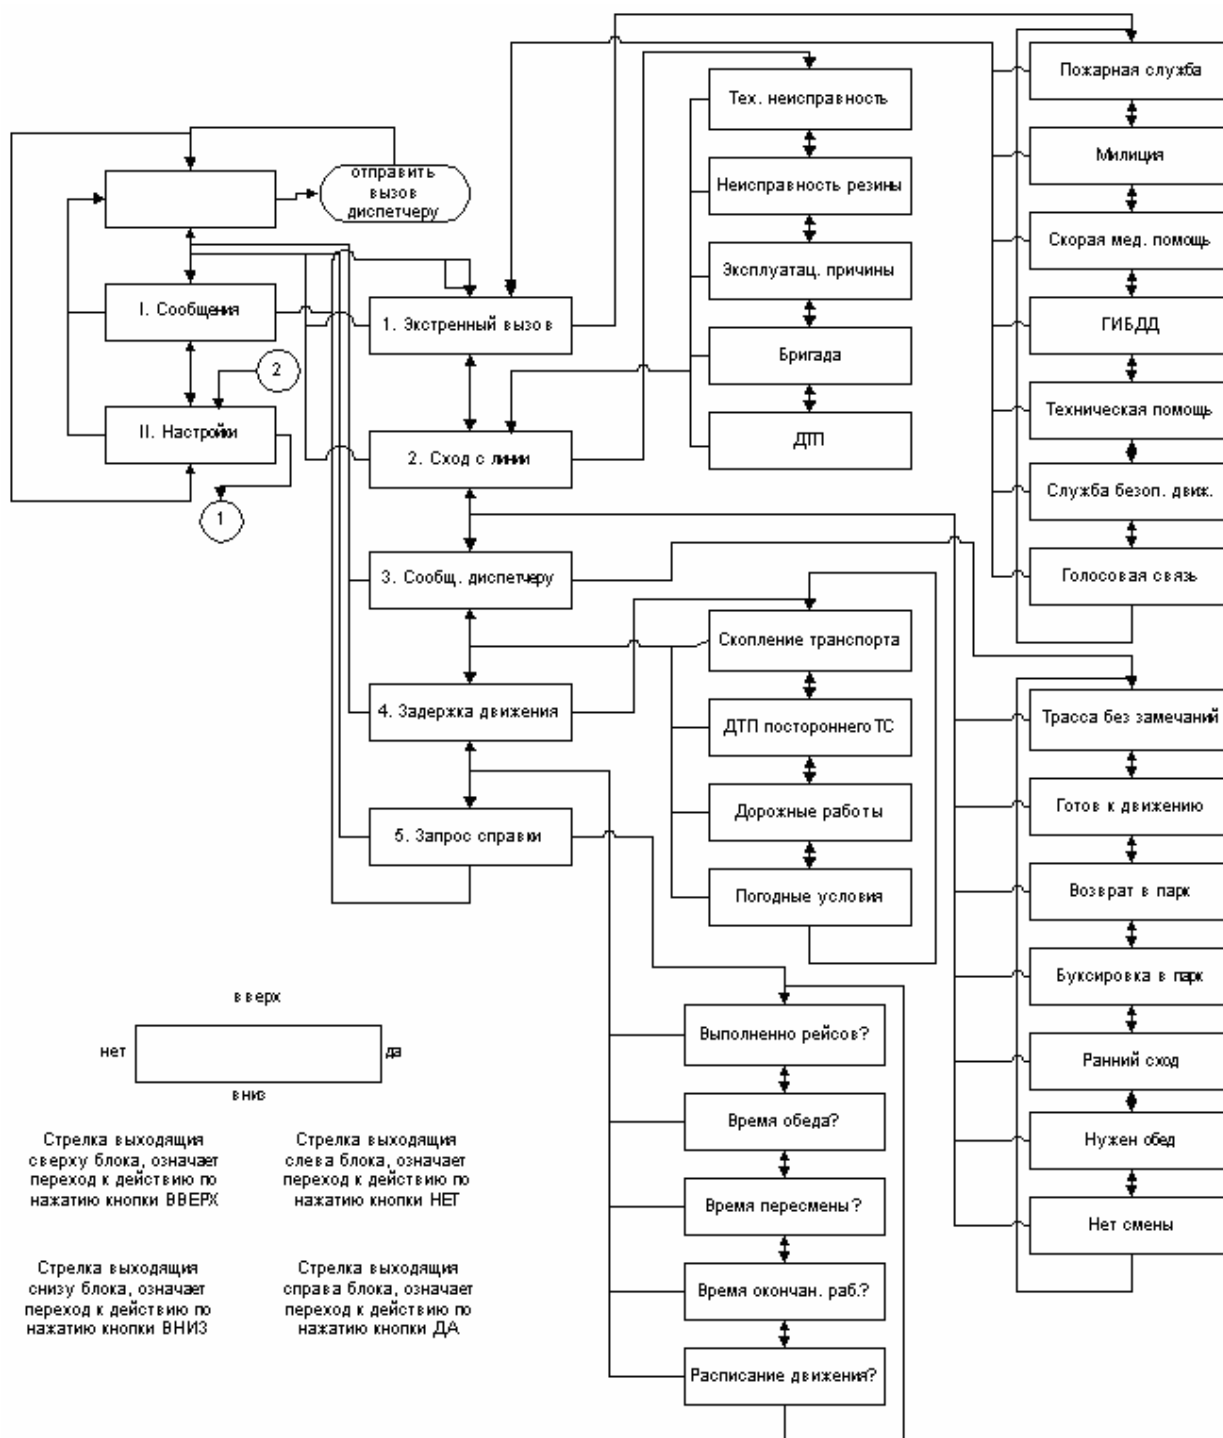 отправить
вызов
диспетчеру
I. Сообщения
2
II. Настройки
1
1. Экстренный вызов
2. Сход с линии
3. Сообщ. диспетчеру
4. Задержка движения
5. Запрос справки
Тех. неисправность
Неисправность резины
Эксплуатац. причины
Бригада
ДТП
Пожарная служба
Милиция
Скорая мед. помощь
ГИБДД
Техническая помощь
Служба безоп. движ.
Голосовая связь
Скопление транспорта
ДТП постороннего ТС
Дорожные работы
Погодные условия
Трасса без замечаний
Готов к движению
Возврат в парк
Буксировка в парк
Ранний сход
Нужен обед
Нет смены
Выполненно рейсов?
Время обеда?
Время пересмены?
Время окончан. раб.?
Расписание движения?
вверх
нет
да
вниз
Стрелка выходящия
сверху блока, означает
переход к действию по
нажатию кнопки ВВЕРХ
Стрелка выходящия
слева блока, означает
переход к действию по
нажатию кнопки НЕТ
Стрелка выходящия
снизу блока, означает
переход к действию по
нажатию кнопки ВНИЗ
Стрелка выходящия
справа блока, означает
переход к действию по
нажатию кнопки ДА